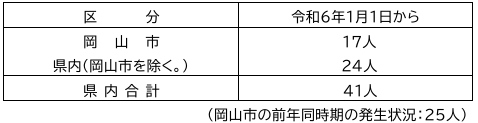 区　　分　令和6年1月1日から
岡　山　市　17人
県内(岡山市を除く。)　24人
県内合計　41人
(岡山市の前年同時期の発生状況：25人)